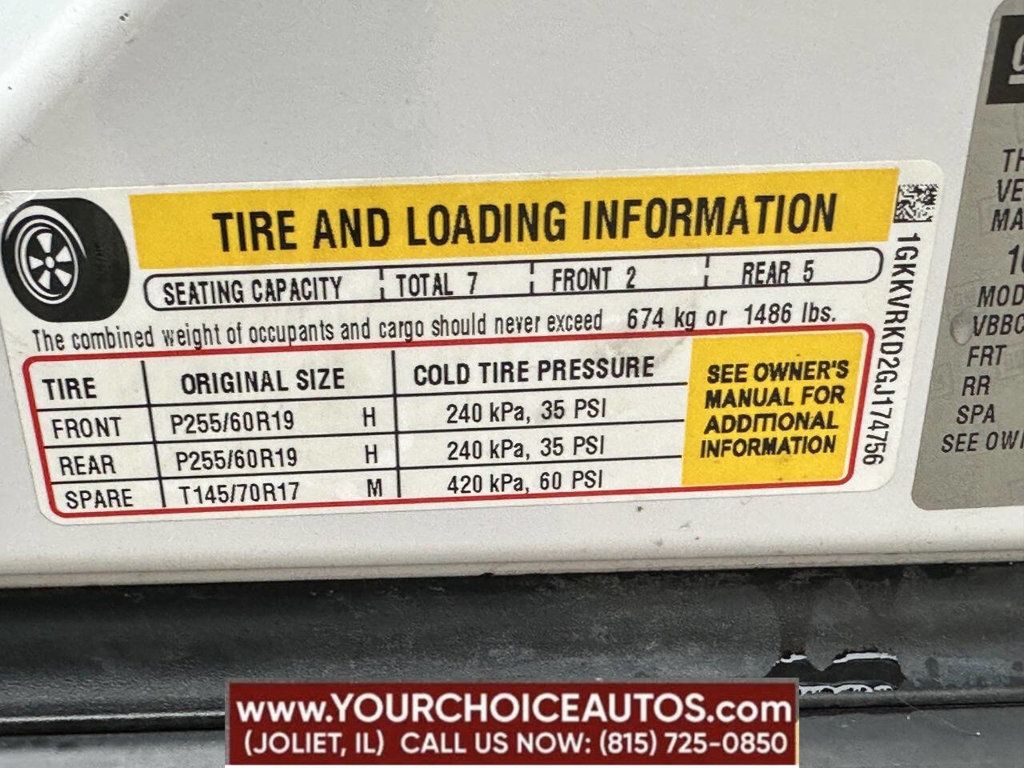 TIRE AND LOADING INFORMATION
SEATING CAPACITY TOTAL 7 FRONT 2 REAR 5
The combined weight of occupants and cargo should never exceed 674 kg or 1486 lbs.
TIRE ORIGINAL SIZE COLD TIRE PRESSURE
FRONT P255/60R19 H 240 kPa, 35 PSI
REAR P255/60R19 H 240 kPa, 35 PSI
SPARE T145/70R17 M 420 kPa, 60 PSI
SEE OWNER'S
MANUAL FOR
ADDITIONAL
INFORMATION
1GKKVRKD2GJ174756
MOD
VBBC
FRT
RR
SPA
SEE OWN
www.YOURCHOICEAUTOS.com
(JOLIET, IL) CALL US NOW: (815) 725-0850